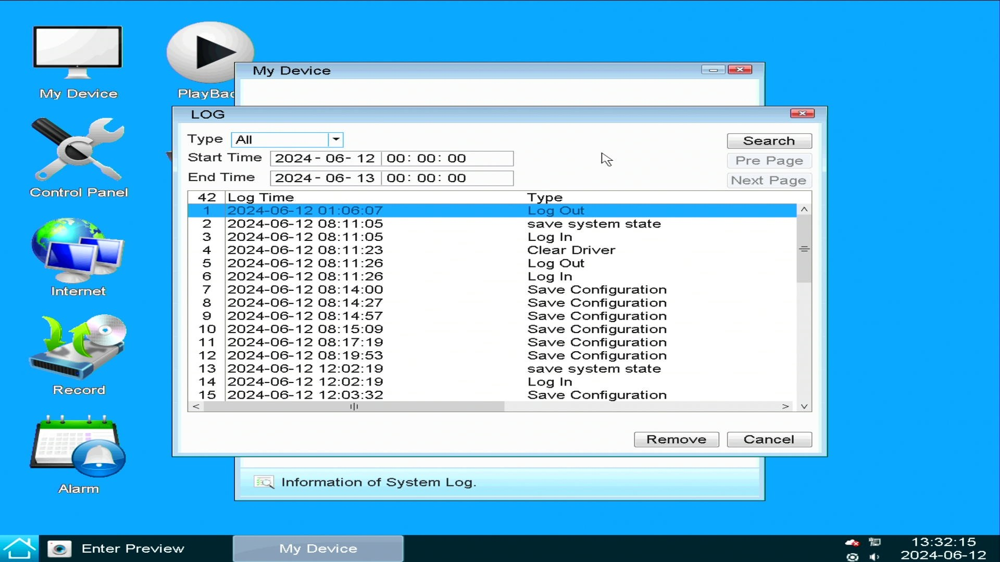 My Device
PlayBac
My Device
Control Panel
Internet
Record
Alarm
LOG
Type All
Search
Start Time 2024-06-12 00:00:00
Pre Page
End Time 2024-06-13 00:00:00
Next Page
42 Log Time Type
1 2024-06-12 01:06:07 Log Out
2 2024-06-12 08:11:05 save system state
3 2024-06-12 08:11:05 Log In
4 2024-06-12 08:11:23 Clear Driver
5 2024-06-12 08:11:26 Log Out
6 2024-06-12 08:11:26 Log In
7 2024-06-12 08:14:00 Save Configuration
8 2024-06-12 08:14:27 Save Configuration
9 2024-06-12 08:14:57 Save Configuration
10 2024-06-12 08:15:09 Save Configuration
11 2024-06-12 08:17:19 Save Configuration
12 2024-06-12 08:19:53 Save Configuration
13 2024-06-12 12:02:19 save system state
14 2024-06-12 12:02:19 Log In
15 2024-06-12 12:03:32 Save Configuration
Remove Cancel
Information of System Log.
Enter Preview
My Device
13:32:15
2024-06-12